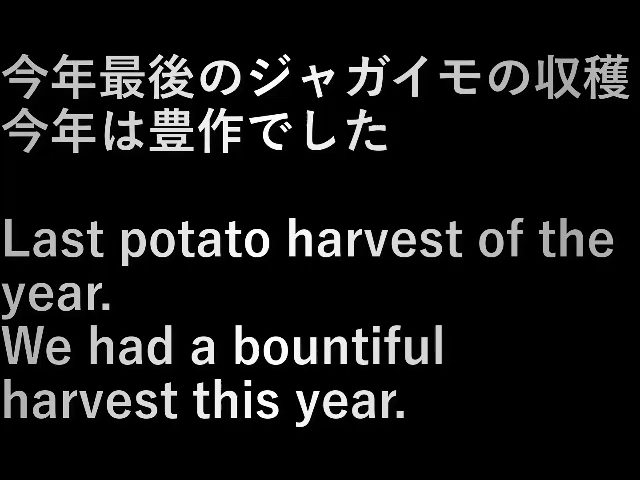 今年最後のジャガイモの収穫
今年は豊作でした
Last potato harvest of the
year.
We had a bountiful
harvest this year.